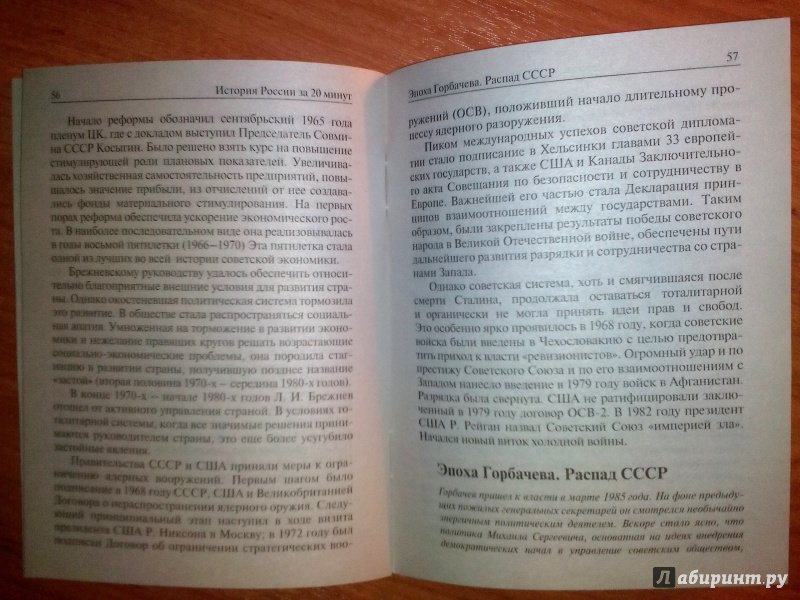 56
История России за 20 минут
Начало реформы обозначил сентябрьский 1965 года
пленум ЦК, где с докладом выступил Председатель Совми-
на СССР Косыгин. Было решено взять курс на повышение
стимулирующей роли плановых показателей. Увеличива-
лась хозяйственная самостоятельность предприятий, повы-
шалось значение прибыли, из отчислений от нее создава-
лись фонды материального стимулирования. На первых
порах реформа обеспечила ускорение экономического рос-
та. В наиболее последовательном виде она реализовывалась
в годы восьмой пятилетки (1966–1970) Эта пятилетка стала
одной из лучших во всей истории советской экономики.
Брежневскому руководству удалось обеспечить относи-
тельно благоприятные внешние условия для развития стра-
ны. Однако окостеневшая политическая система тормозила
это развитие. В обществе стала распространяться социаль-
ная апатия. Умноженная на торможение в развитии эконо-
мики и нежелание правящих кругов решать возрастающие
социально-экономические проблемы, она породила стаг-
нацию в развитии страны, получившую позднее название
«застой» (вторая половина 1970-х – середина 1980-х годов).
В конце 1970-х – начале 1980-х годов Л. И. Брежнев
отошел от активного управления страной. В условиях то-
талитарной системы, когда все значимые решения прини-
маются руководителем страны, это еще более усугубило
застойные явления.
Правительства СССР и США приняли меры к огра-
ничению ядерных вооружений. Первым шагом было
подписание в 1968 году СССР, США и Великобританией
Договора о нераспространении ядерного оружия. Следу-
ющий принципиальный этап наступил в ходе визита
президента США Р. Никсона в Москву; в 1972 году был
подписан Договор об ограничении стратегических воо-
Эпоха Горбачева. Распад СССР
57
ружений (ОСВ), положивший начало длительному про-
цессу ядерного разоружения.
Пиком международных успехов советской диплома-
тии стало подписание в Хельсинки главами 33 европей-
ских государств, а также США и Канады Заключительно-
го акта Совещания по безопасности и сотрудничеству в
Европе. Важнейшей его частью стала Декларация прин-
ципов взаимоотношений между государствами. Таким
образом, были закреплены результаты победы советского
народа в Великой Отечественной войне, обеспечены пути
дальнейшего развития разрядки и сотрудничества со стра-
нами Запада.
Однако советская система, хоть и смягчившаяся после
смерти Сталина, продолжала оставаться тоталитарной
и органически не могла принять идеи прав и свобод.
Это особенно ярко проявилось в 1968 году, когда советские
войска были введены в Чехословакию с целью предотвра-
тить приход к власти «ревизионистов». Огромный удар и по
престижу Советского Союза и по его взаимоотношениям с
Западом нанесло введение в 1979 году войск в Афганистан.
Разрядка была свернута. США не ратифицировали заклю-
ченный в 1979 году договор ОСВ-2. В 1982 году президент
США Р. Рейган назвал Советский Союз «империей зла».
Начался новый виток холодной войны.
Эпоха Горбачева. Распад СССР
Горбачев пришел к власти в марте 1985 года. На фоне предыду-
щих пожилых генеральных секретарей он смотрелся необычайно
энергичным политическим деятелем. Вскоре стало ясно, что
политика Михаила Сергеевича, основанная на идеях внедрения
демократических начал в управление советским обществом,
Лабиринт.ру